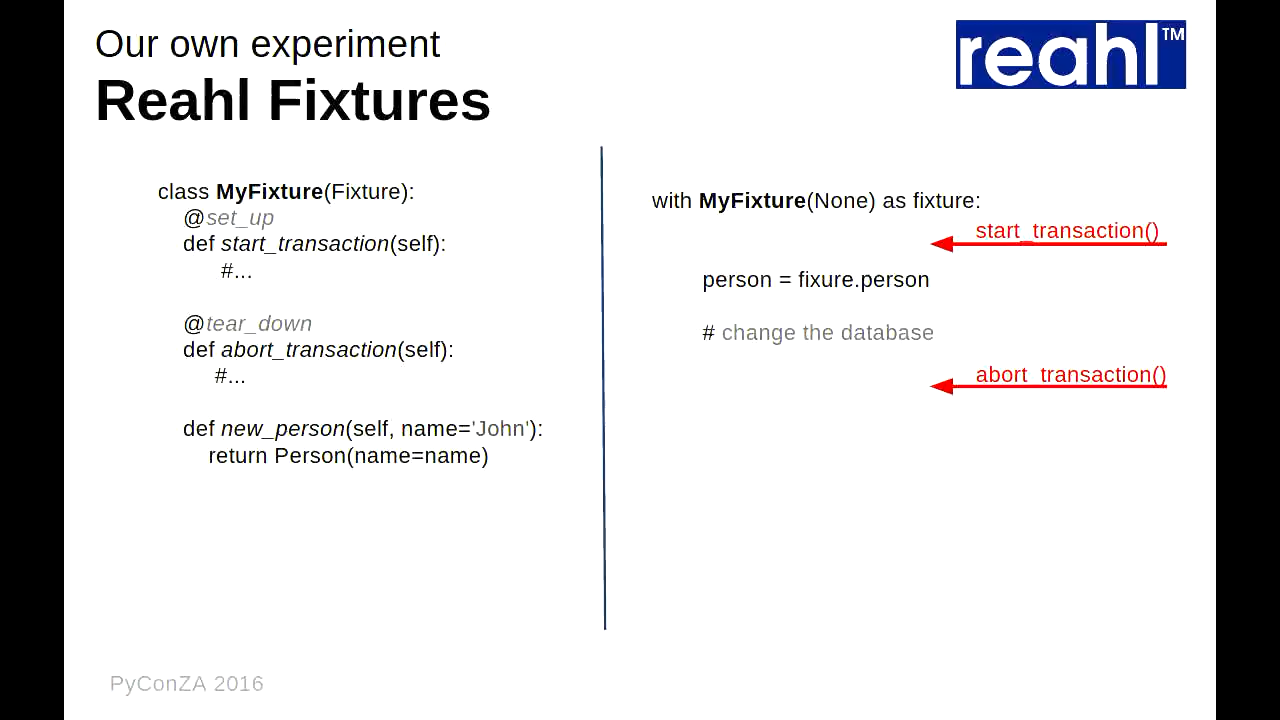 Our own experiment
Reahl Fixtures
reahl™
class MyFixture(Fixture):
@set_up
def start_transaction(self):
#...
@tear_down
def abort_transaction(self):
#...
def new_person(self, name='John'):
return Person(name=name)
with MyFixture(None) as fixture:
start_transaction()
person = fixure.person
# change the database
abort_transaction()
PyConZA 2016